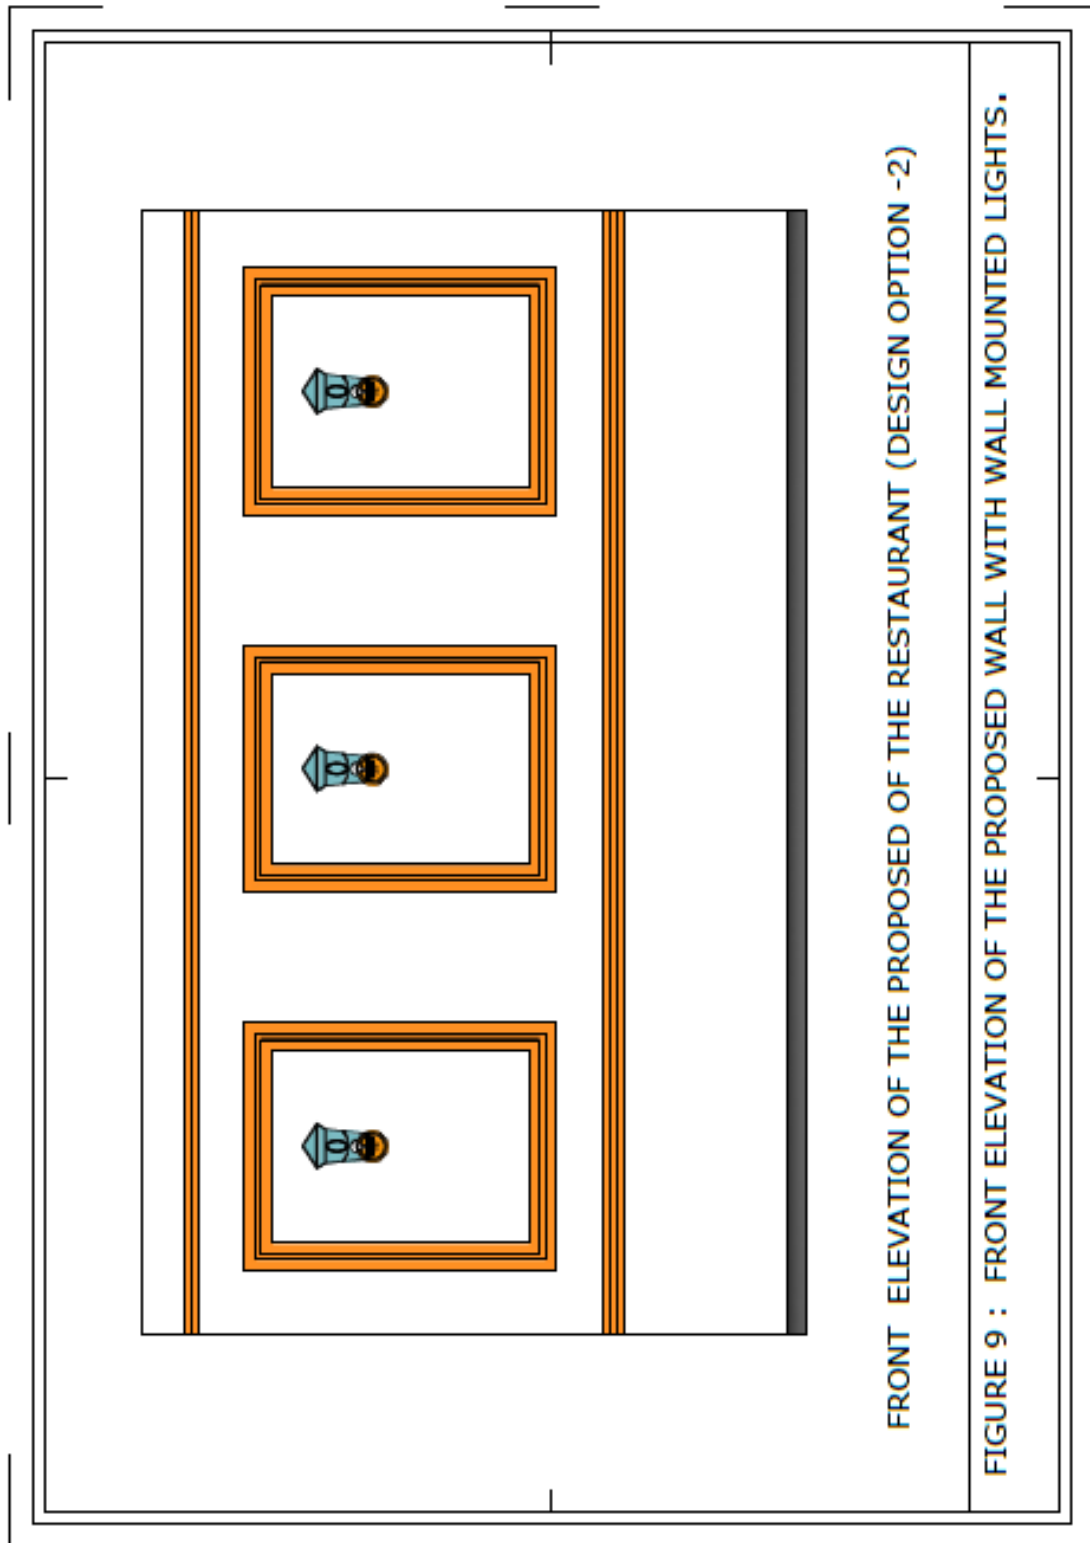 FRONT ELEVATION OF THE PROPOSED OF THE RESTAURANT (DESIGN OPTION -2)
FIGURE 9 : FRONT ELEVATION OF THE PROPOSED WALL WITH WALL MOUNTED LIGHTS.